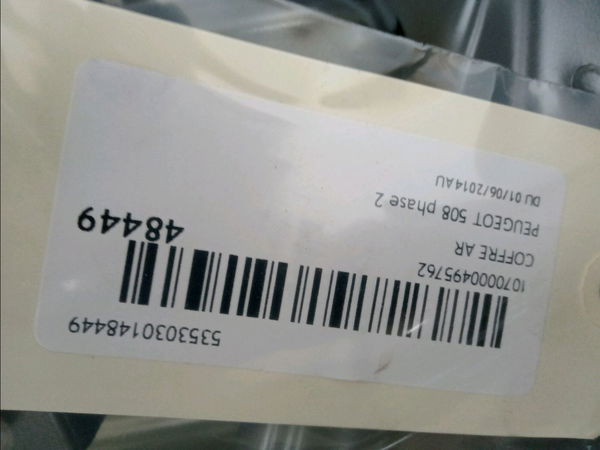 5353030148449
1070000495762
48449
COFFRE AR
PEUGEOT 508 phase 2
DU 01/06/2014AU